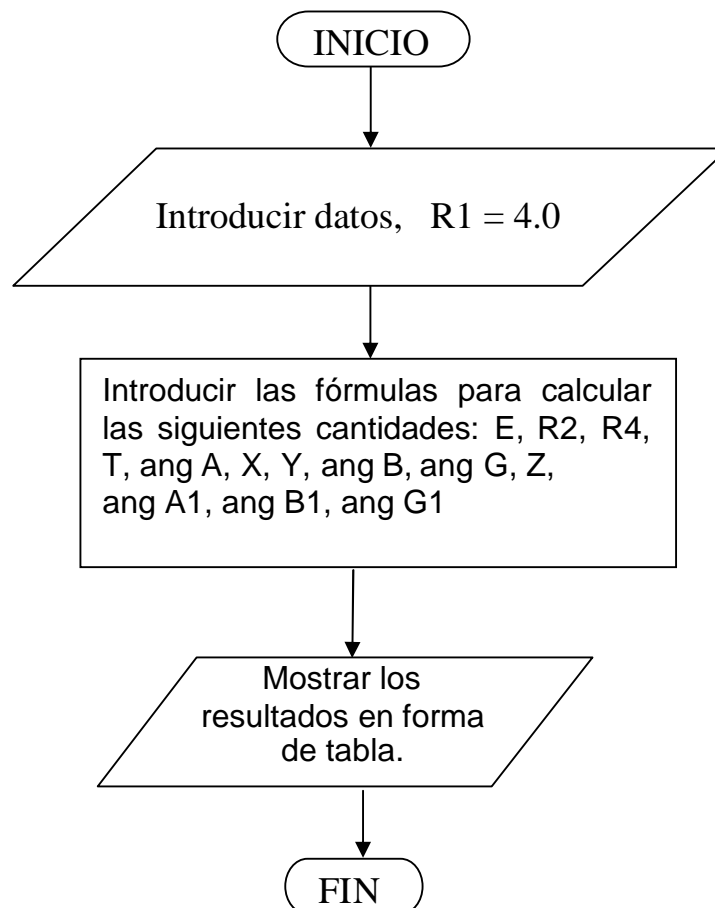 INICIO
Introducir datos, R1 = 4.0
Introducir las fórmulas para calcular
las siguientes cantidades: E, R2, R4,
T, ang A, X, Y, ang B, ang G, Z,
ang A1, ang B1, ang G1
Mostrar los
resultados en forma
de tabla.
FIN